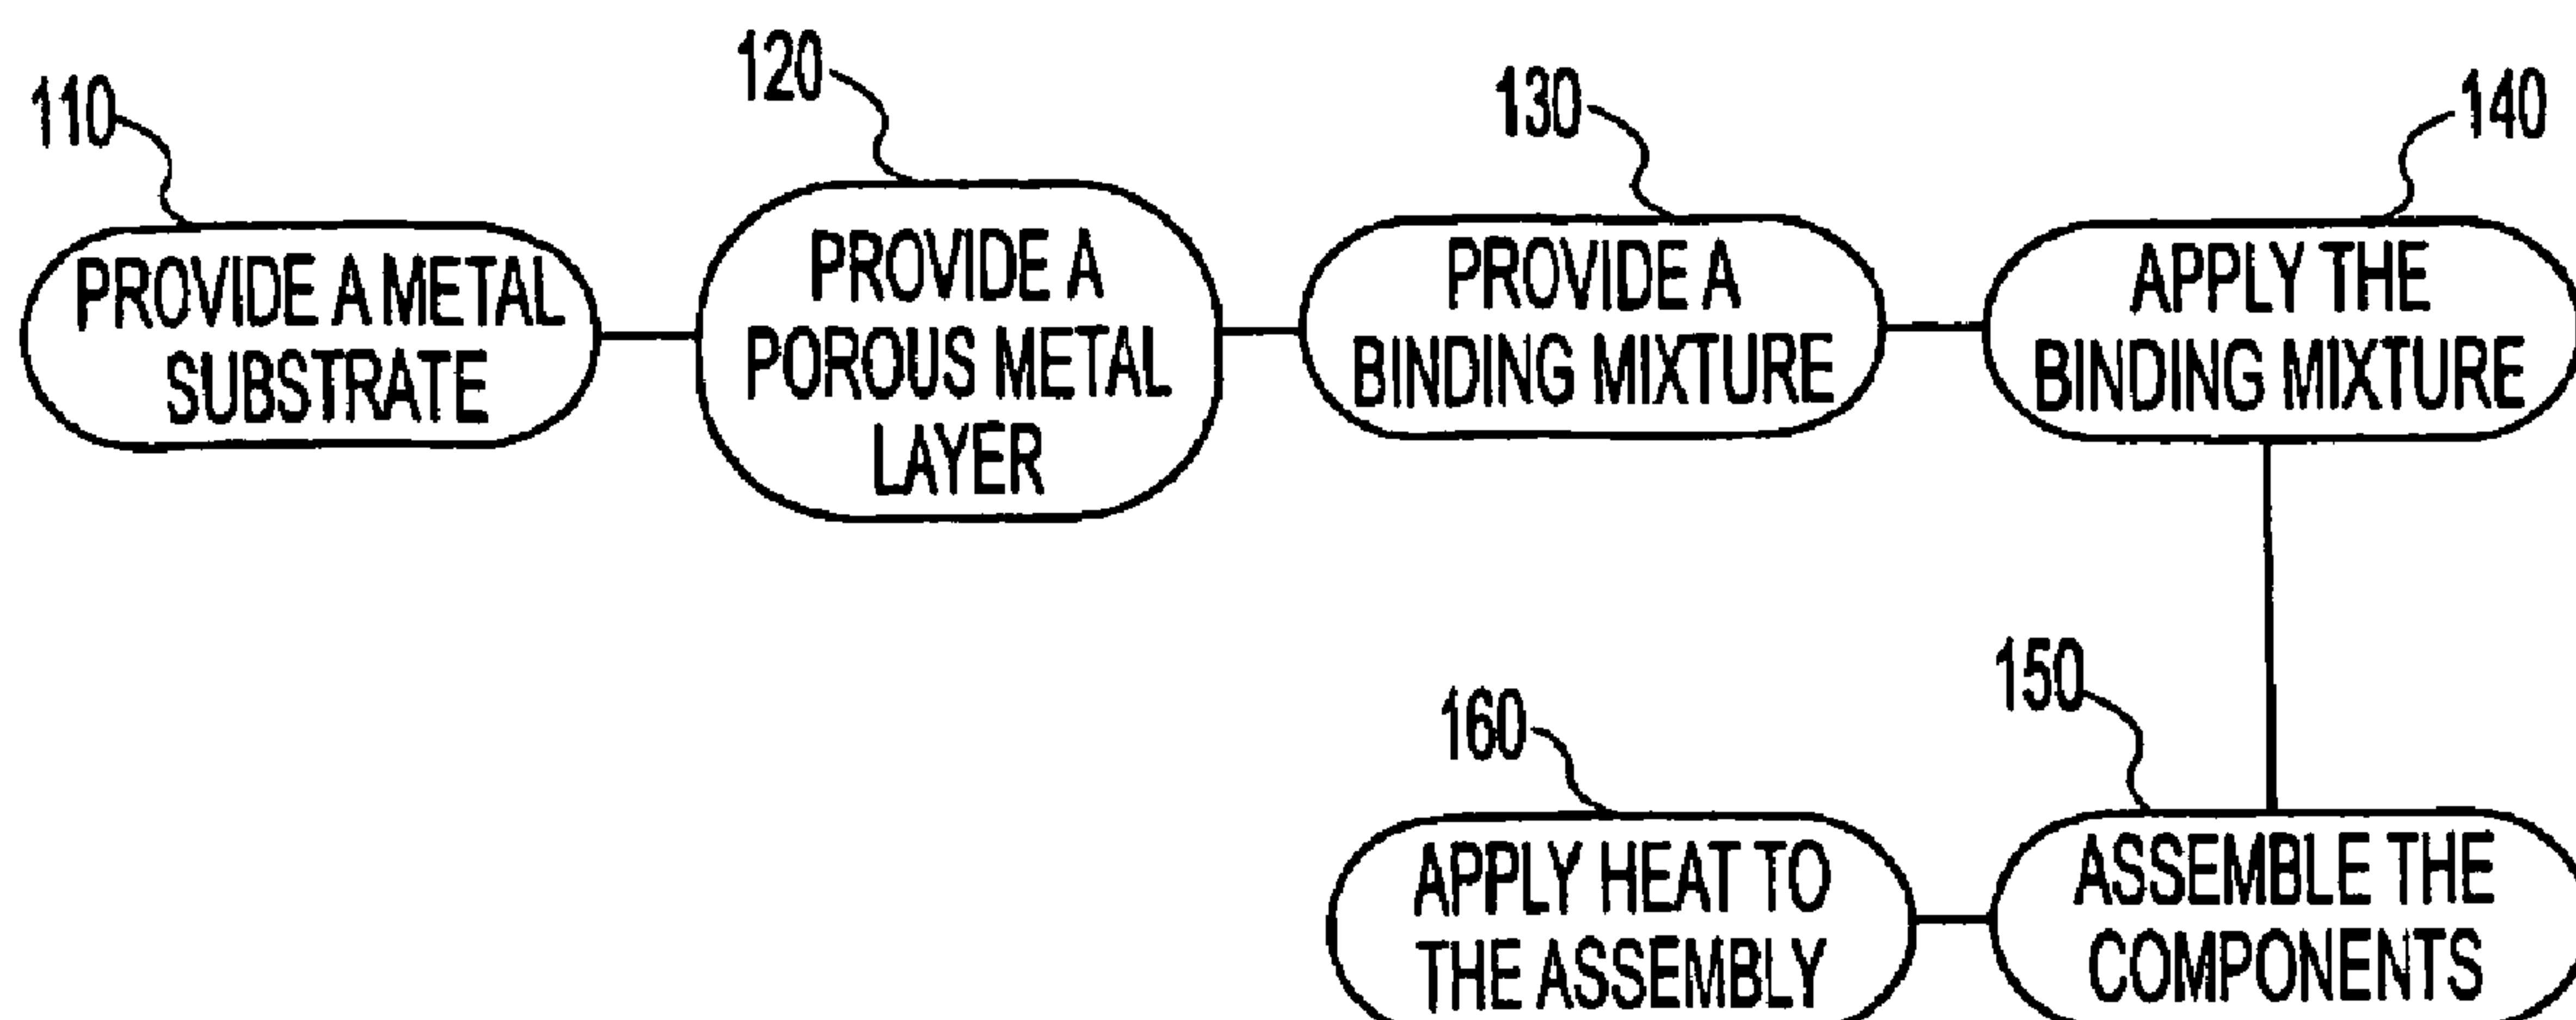 110
PROVIDE A METAL
SUBSTRATE
120
PROVIDE A
POROUS METAL
LAYER
130
PROVIDE A
BINDING MIXTURE
140
APPLY THE
BINDING MIXTURE
150
ASSEMBLE THE
COMPONENTS
160
APPLY HEAT TO
THE ASSEMBLY